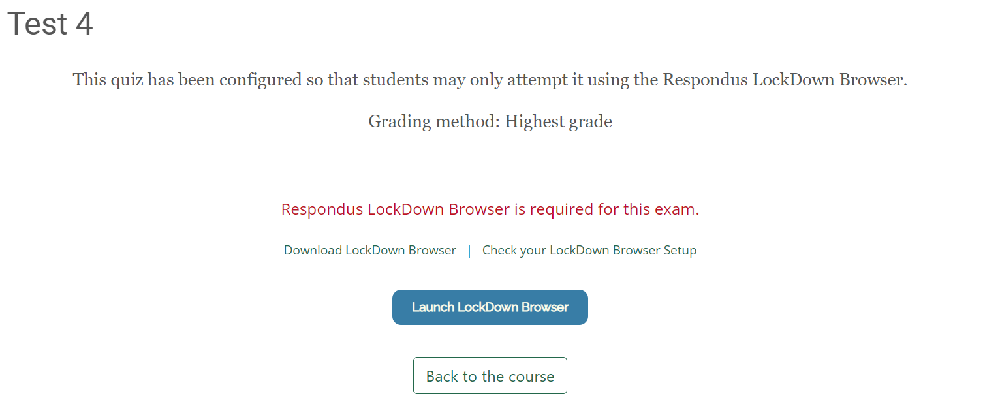 Test 4
This quiz has been configured so that students may only attempt it using the Respondus LockDown Browser.
Grading method: Highest grade
Respondus LockDown Browser is required for this exam.
Download LockDown Browser | Check your LockDown Browser Setup
Launch LockDown Browser
Back to the course